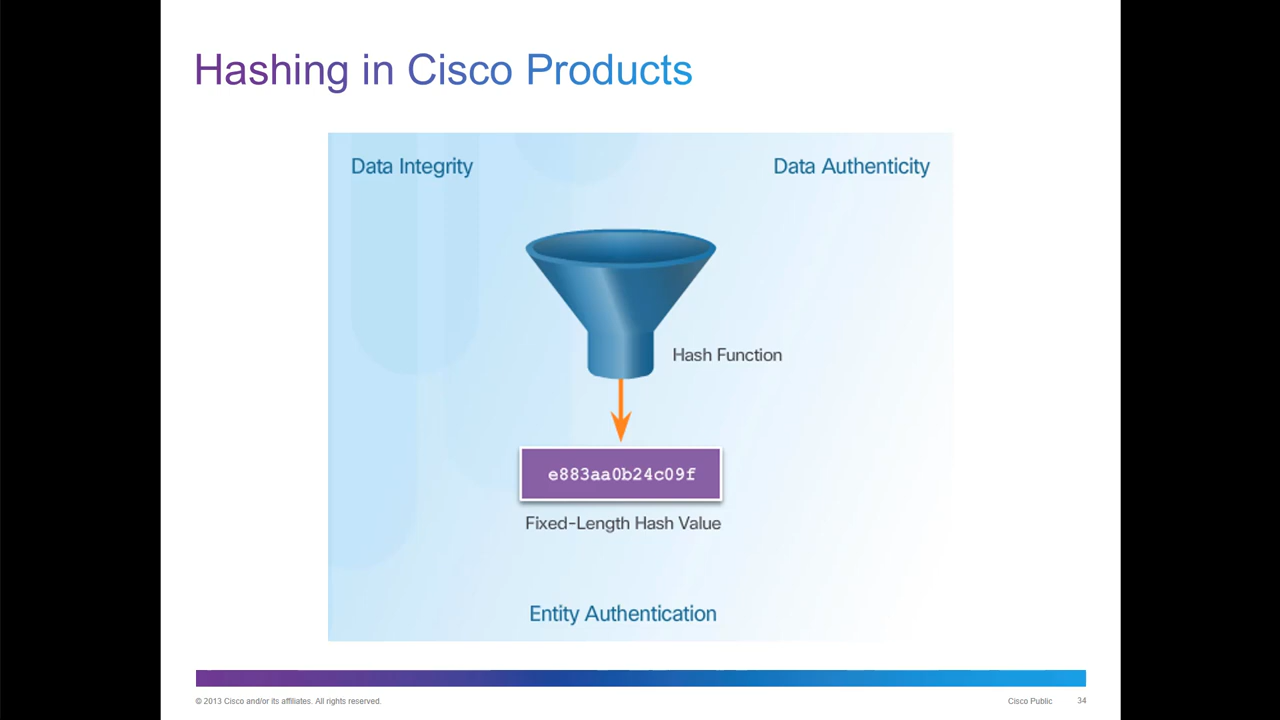 Hashing in Cisco Products
Data Integrity
Data Authenticity
Hash Function
e883aa0b24c09f
Fixed-Length Hash Value
Entity Authentication
© 2013 Cisco and/or its affiliates. All rights reserved.
Cisco Public
34